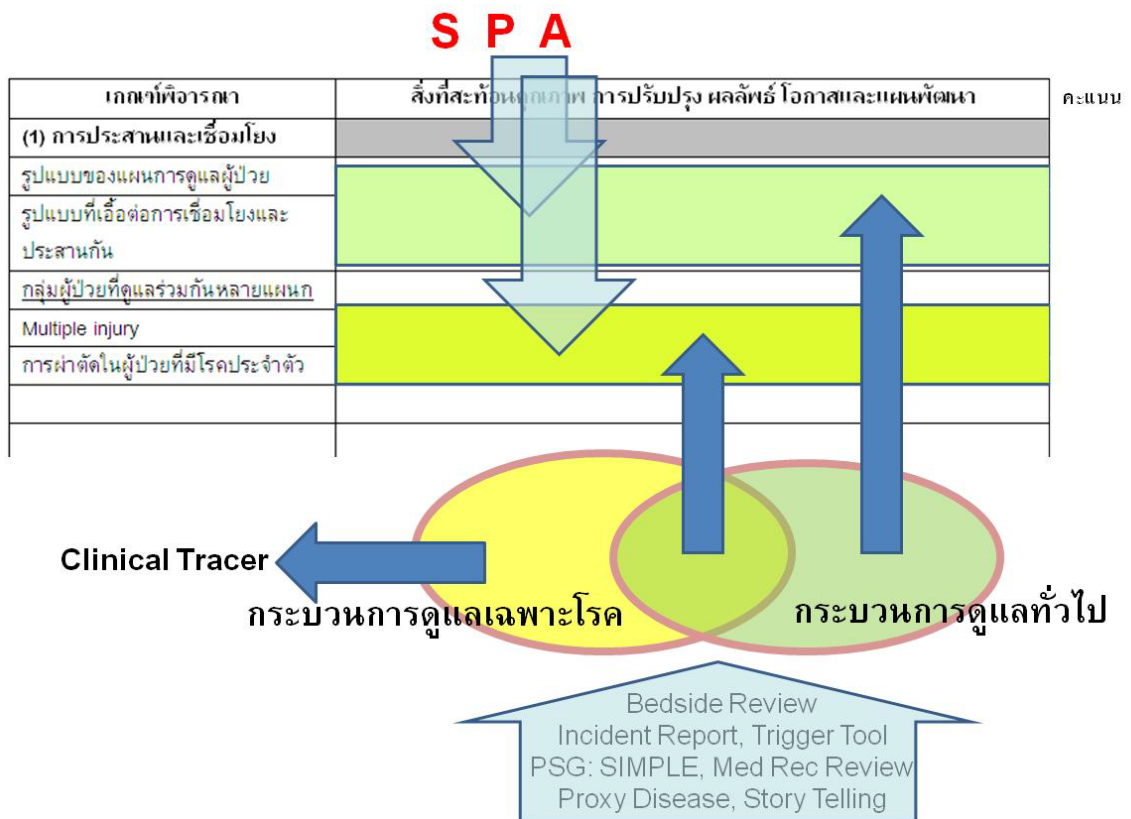 S P A
เกณฑ์พิจารณา
สิ่งที่สะท้อนคุณภาพ การปรับปรุง ผลลัพธ์ โอกาสและแผนพัฒนา
คะแนน
(1) การประสานและเชื่อมโยง
รูปแบบของแผนการดูแลผู้ป่วย
รูปแบบที่เอื้อต่อการเชื่อมโยงและ
ประสานกัน
กลุ่มผู้ป่วยที่ดูแลร่วมกันหลายแผนก
Multiple injury
การผ่าตัดในผู้ป่วยที่มีโรคประจำตัว
Clinical Tracer
กระบวนการดูแลเฉพาะโรค
กระบวนการดูแลทั่วไป
Bedside Review
Incident Report, Trigger Tool
PSG: SIMPLE, Med Rec Review
Proxy Disease, Story Telling